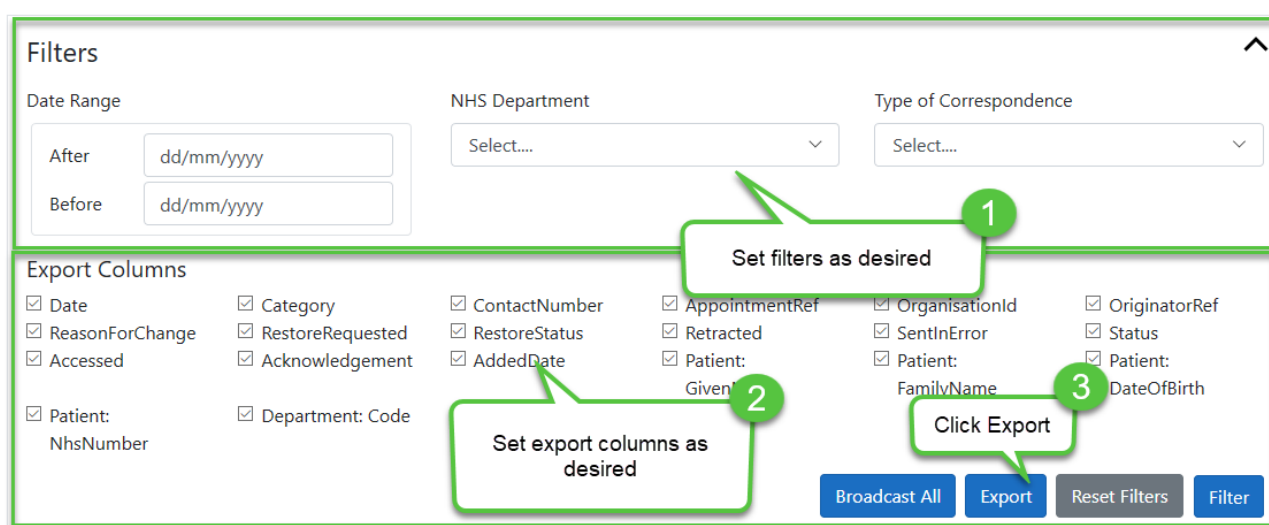 Filters
Date Range
NHS Department
Type of Correspondence
After
dd/mm/yyyy
Select....
Select....
Before
dd/mm/yyyy
1
Set filters as desired
Export Columns
Date
Category
ContactNumber
AppointmentRef
OrganisationId
OriginatorRef
ReasonForChange
RestoreRequested
RestoreStatus
Retracted
SentInError
Status
Accessed
Acknowledgement
AddedDate
Patient:
Patient:
FamilyName
Patient:
DateOfBirth
Patient:
NhsNumber
Department: Code
2
Set export columns as
desired
3
Click Export
Broadcast All
Export
Reset Filters
Filter